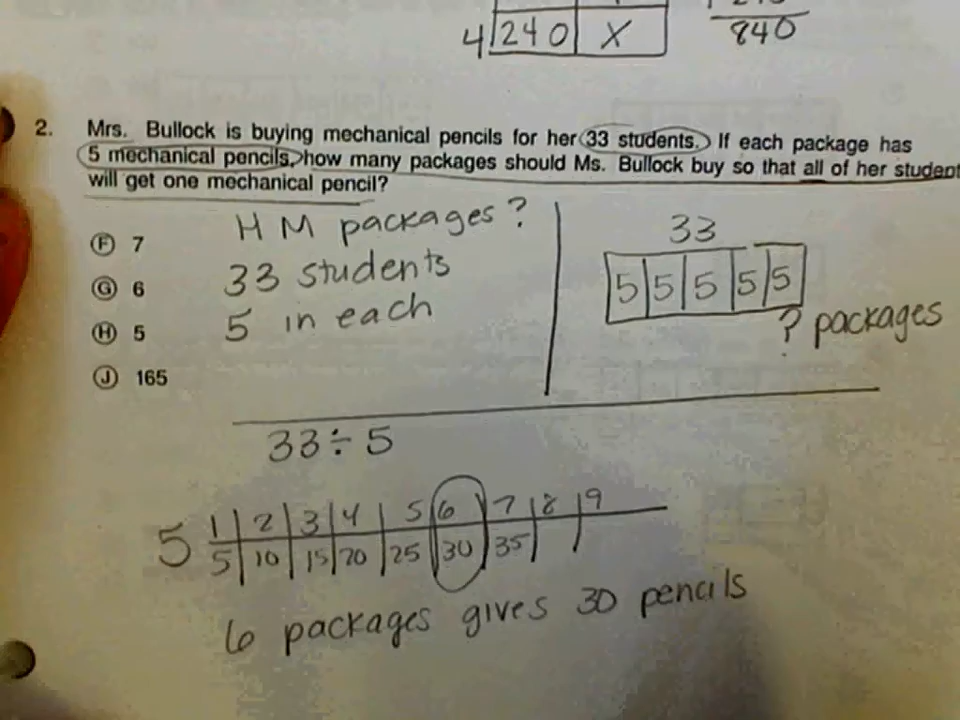 4 240 X
840
2. Mrs. Bullock is buying mechanical pencils for her 33 students. If each package has
5 mechanical pencils, how many packages should Ms. Bullock buy so that all of her student
will get one mechanical pencil?
F 7
G 6
H 5
J 165
H M packages?
33 students
5 in each
33
5 5 5 5 5
? packages
33 ÷ 5
1 2 3 4 5 6 7 8 9
5 5 10 15 20 25 30 35
6 packages gives 30 pencils